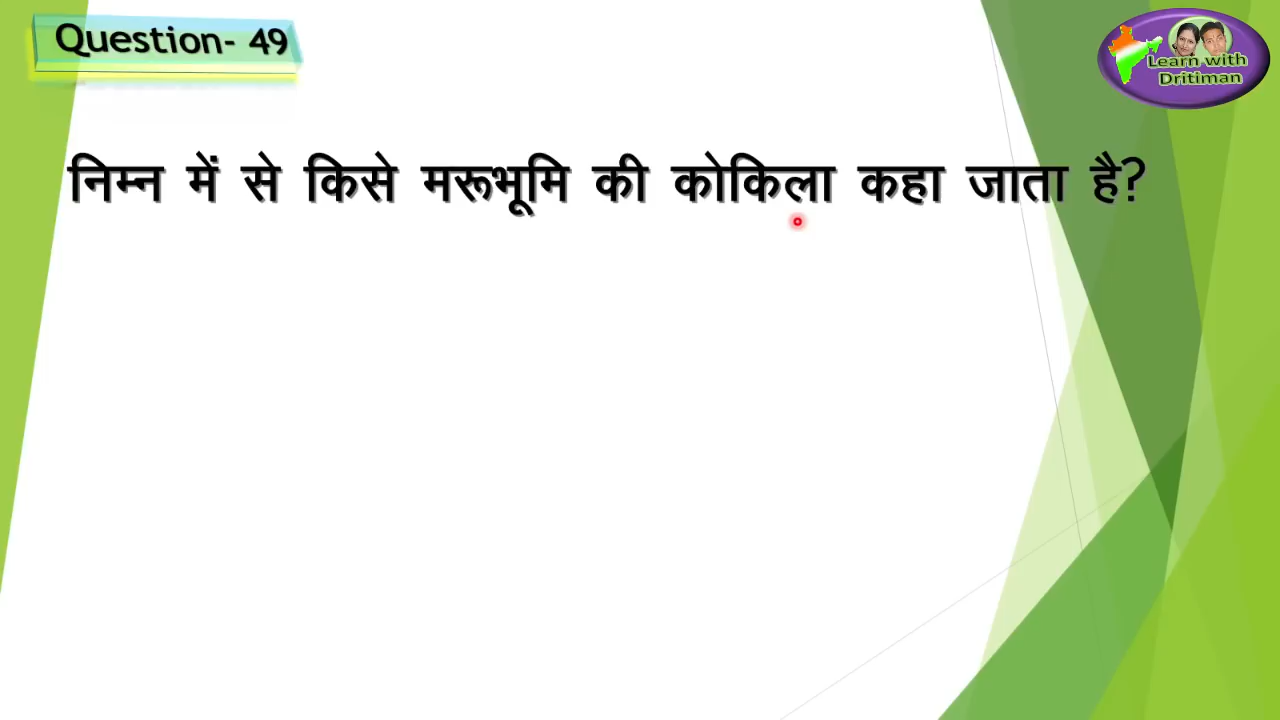 Question- 49
Learn with
Dritiman
निम्न में से किसे मरूभूमि की कोकिला कहा जाता है?